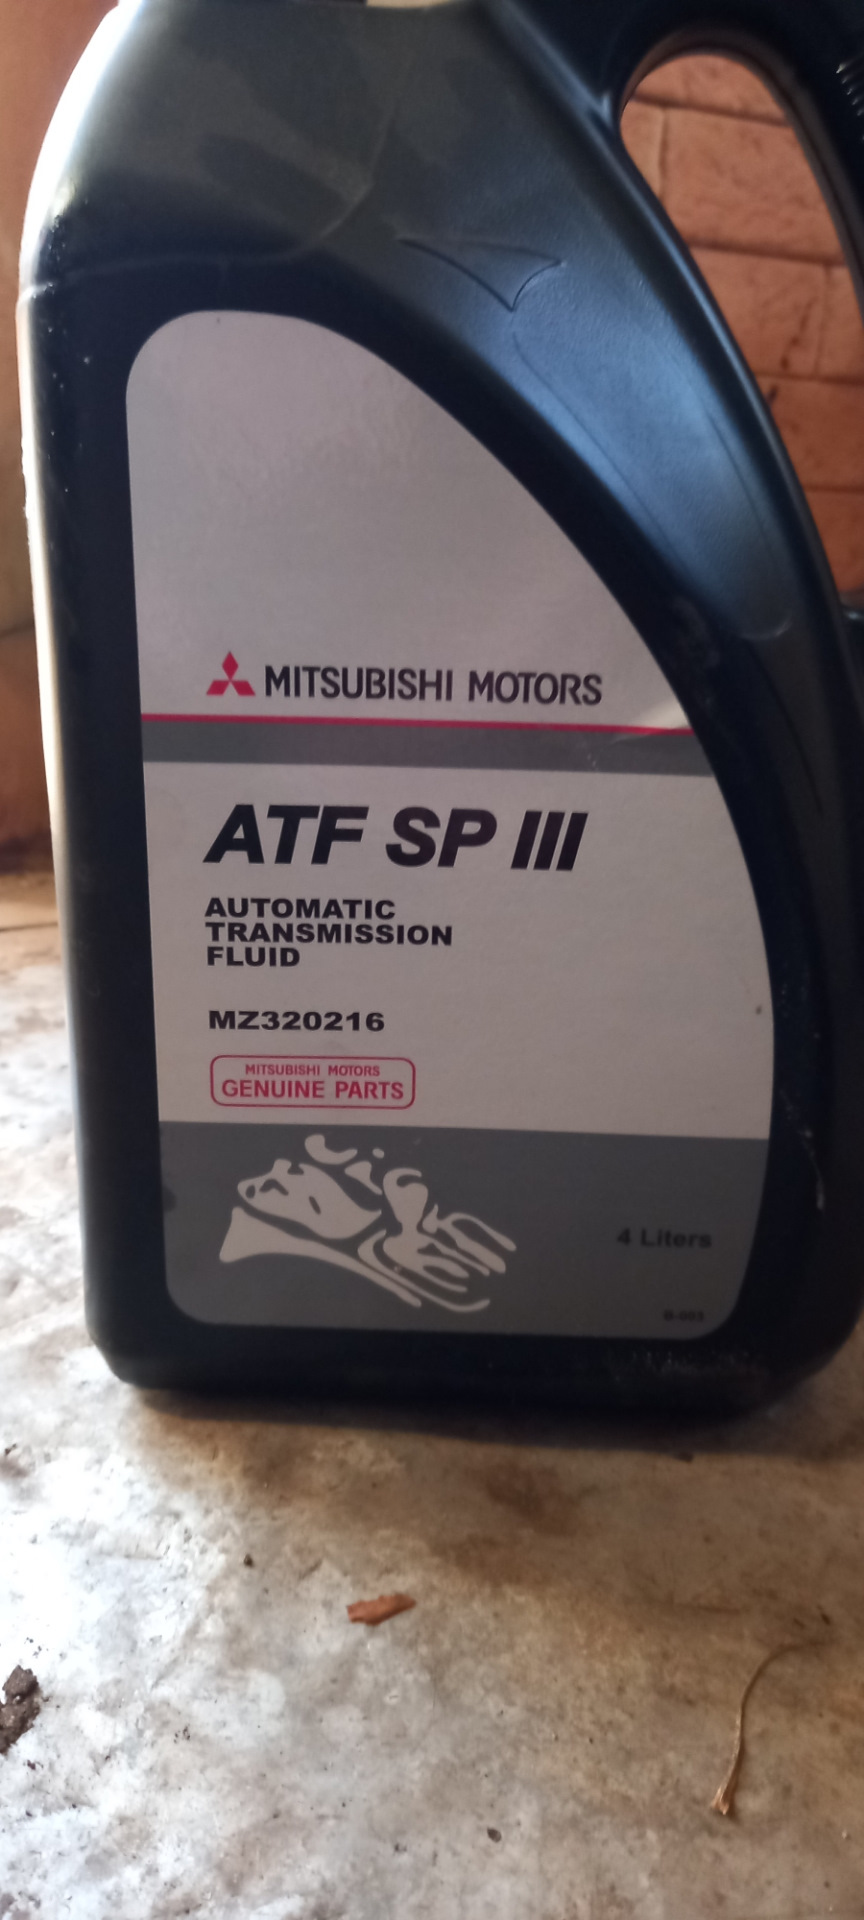 MITSUBISHI MOTORS
ATF SP III
AUTOMATIC
TRANSMISSION
FLUID
MZ320216
MITSUBISHI MOTORS
GENUINE PARTS
4 Liters